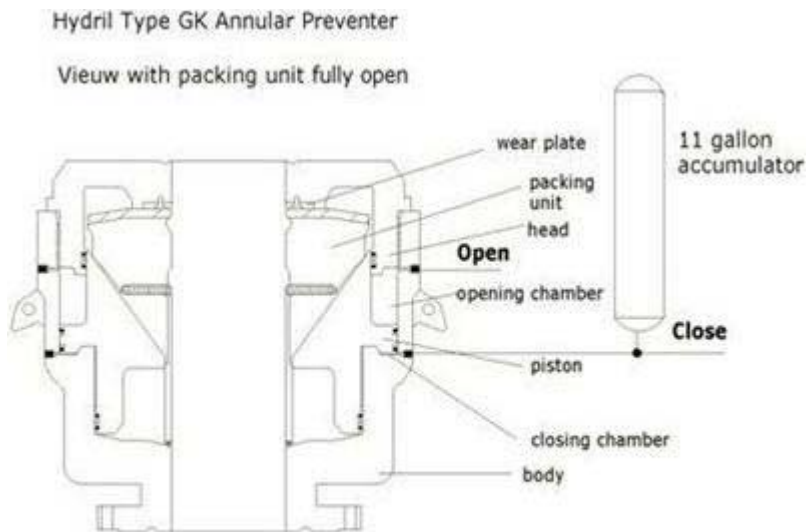 Hydril Type GK Annular Preventer
Vieuw with packing unit fully open
wear plate
11 gallon
accumulator
packing
unit
head
Open
opening chamber
Close
piston
closing chamber
body